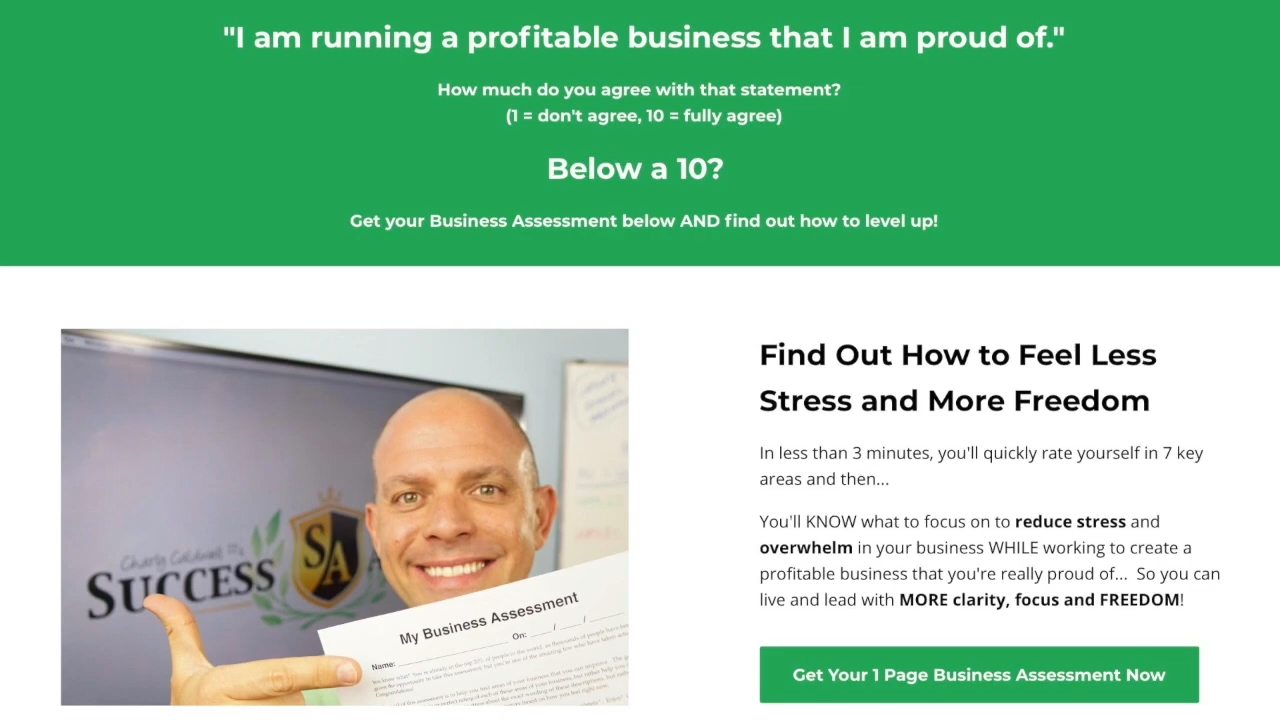 "I am running a profitable business that I am proud of."
How much do you agree with that statement?
(1 = don't agree, 10 = fully agree)
Below a 10?
Get your Business Assessment below AND find out how to level up!
Find Out How to Feel Less
Stress and More Freedom
In less than 3 minutes, you'll quickly rate yourself in 7 key
areas and then...
You'll KNOW what to focus on to reduce stress and
overwhelm in your business WHILE working to create a
profitable business that you're really proud of... So you can
live and lead with MORE clarity, focus and FREEDOM!
Get Your 1 Page Business Assessment Now
Charly Caldwell II's
SUCCESS
SA
My Business Assessment
Name: On: / /